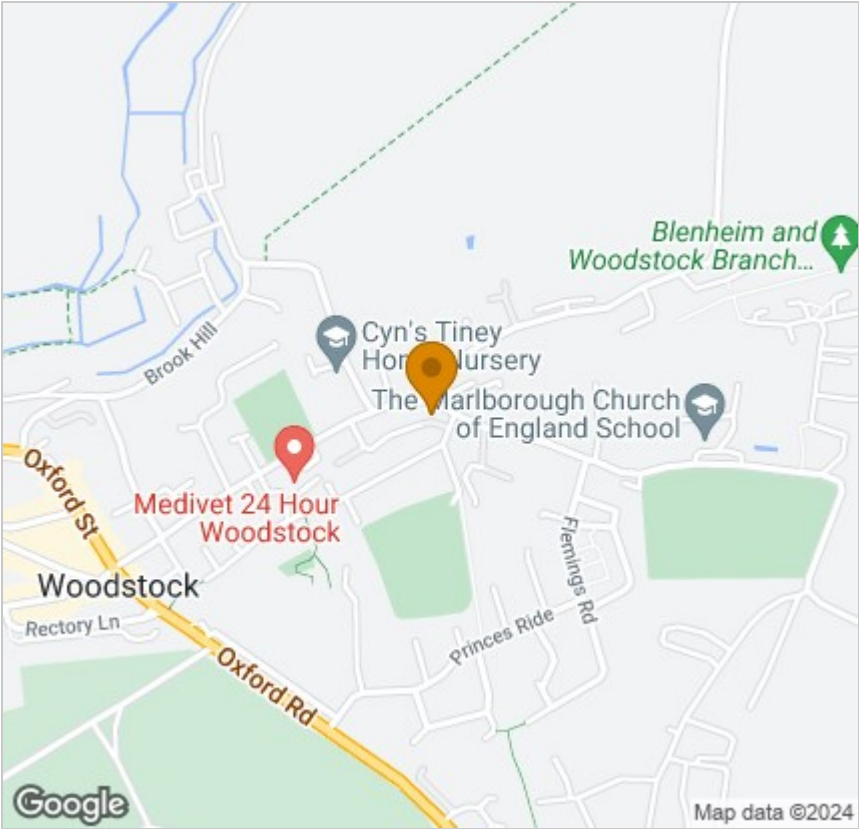 Blenheim and
Woodstock Branch...
Cyn's Tiney
Hon Nursery
Brook Hill
The Marlborough Church
of England School
Oxford St
Medivet 24 Hour
Woodstock
Flemings Rd
Woodstock
Rectory Ln
Princes Ride
Oxford Rd
Google
Map data ©2024